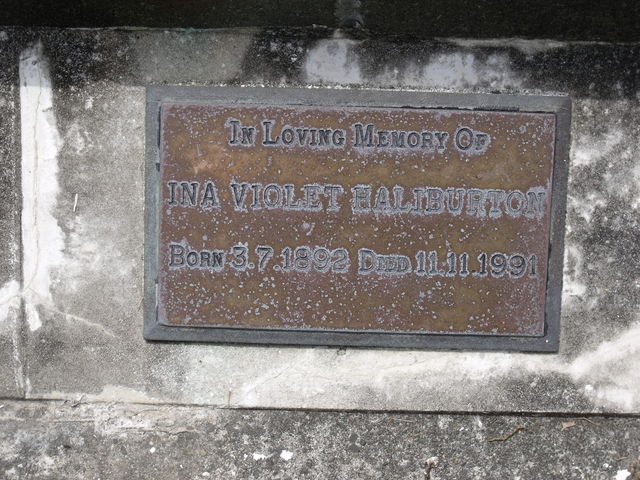 In Loving Memory Of
INA VIOLET HALIBURTON
Born 3.7.1892 Died 11.11.1991